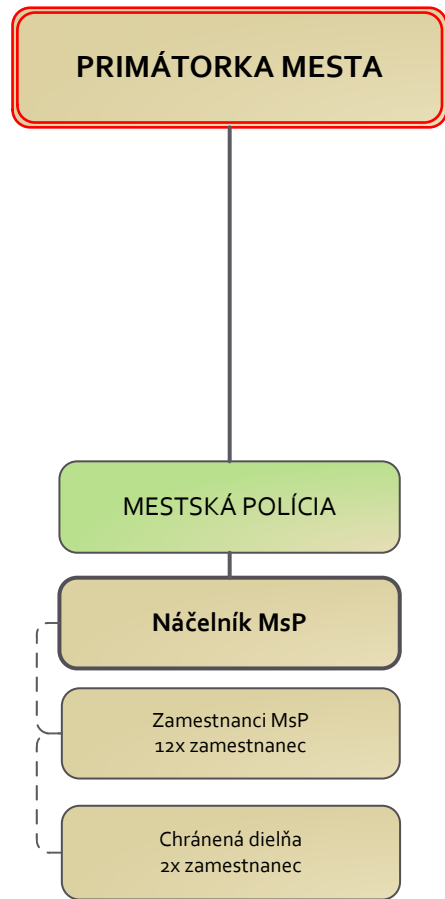 PRIMÁTORKA MESTA
MESTSKÁ POLÍCIA
Náčelník MsP
Zamestnanci MsP
12x zamestnanec
Chránená dielňa
2x zamestnanec